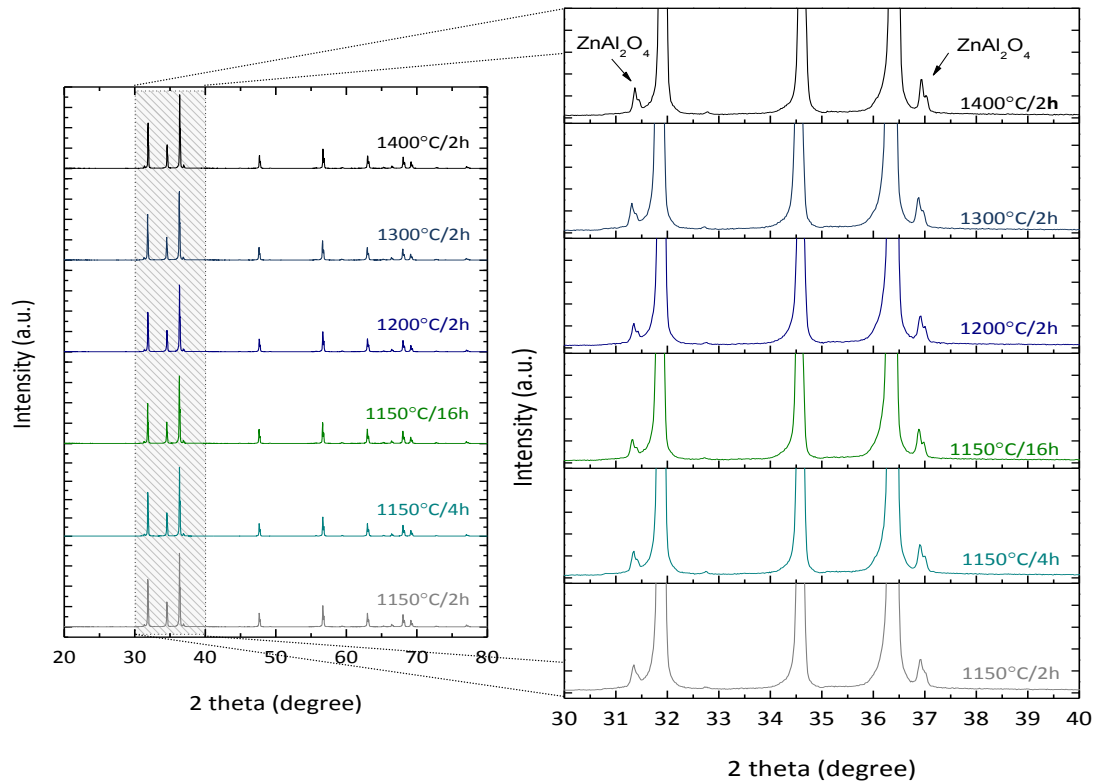 ZnAl₂O₄
ZnAl₂O₄
1400°C/2h
1300°C/2h
1200°C/2h
1150°C/16h
1150°C/4h
1150°C/2h
30 31 32 33 34 35 36 37 38 39 40
2 theta (degree)
Intensity (a.u.)
1400°C/2h
1300°C/2h
1200°C/2h
1150°C/16h
1150°C/4h
1150°C/2h
20 30 40 50 60 70 80
2 theta (degree)
Intensity (a.u.)